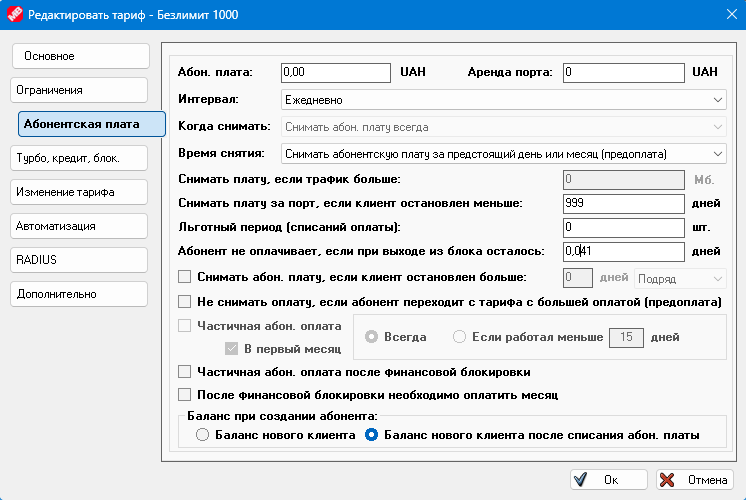 Редактировать тариф - Безлимит 1000
Основное
Ограничения
Абонентская плата
Турбо, кредит, блок.
Изменение тарифа
Автоматизация
RADIUS
Дополнительно
Абон. плата: 0,00 UAH Аренда порта: 0 UAH
Интервал: Ежедневно
Когда снимать: Снимать абон. плату всегда
Время снятия: Снимать абонентскую плату за предстоящий день или месяц (предоплата)
Снимать плату, если трафик больше: 0 Мб.
Снимать плату за порт, если клиент остановлен меньше: 999 дней
Льготный период (списаний оплаты): 0 шт.
Абонент не оплачивает, если при выходе из блока осталось: 0,041 дней
Снимать абон. плату, если клиент остановлен больше: 0 дней Подряд
Не снимать оплату, если абонент переходит с тарифа с большей оплатой (предоплата)
Частичная абон. оплата
В первый месяц
Всегда Если работал меньше 15 дней
Частичная абон. оплата после финансовой блокировки
После финансовой блокировки необходимо оплатить месяц
Баланс при создании абонента:
Баланс нового клиента Баланс нового клиента после списания абон. платы
Ок Отмена